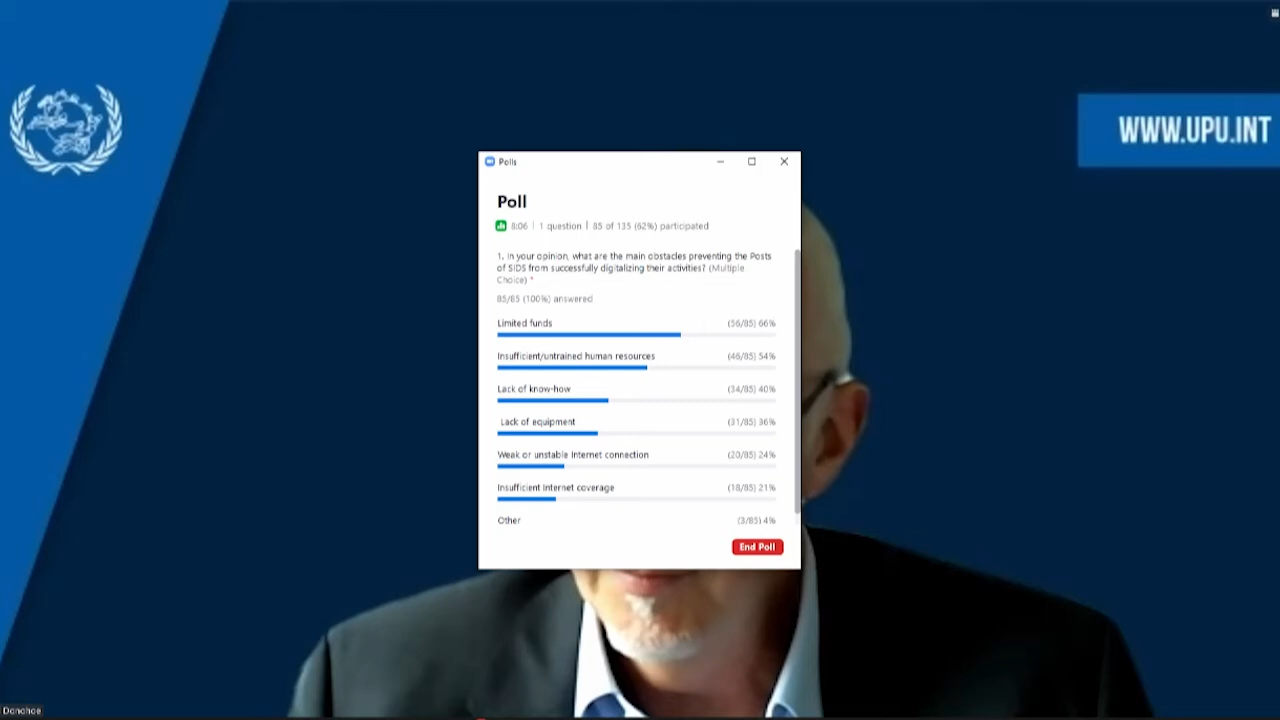 WWW.UPU.INT
Polls
Poll
8:06 | 1 question | 85 of 135 (62%) participated
1. In your opinion, what are the main obstacles preventing the Posts
of SIDS from successfully digitalizing their activities? (Multiple
Choice) *
85/85 (100%) answered
Limited funds (56/85) 66%
Insufficient/untrained human resources (46/85) 54%
Lack of know-how (34/85) 40%
Lack of equipment (31/85) 36%
Weak or unstable Internet connection (20/85) 24%
Insufficient Internet coverage (18/85) 21%
Other (3/85) 4%
End Poll
Donohoe